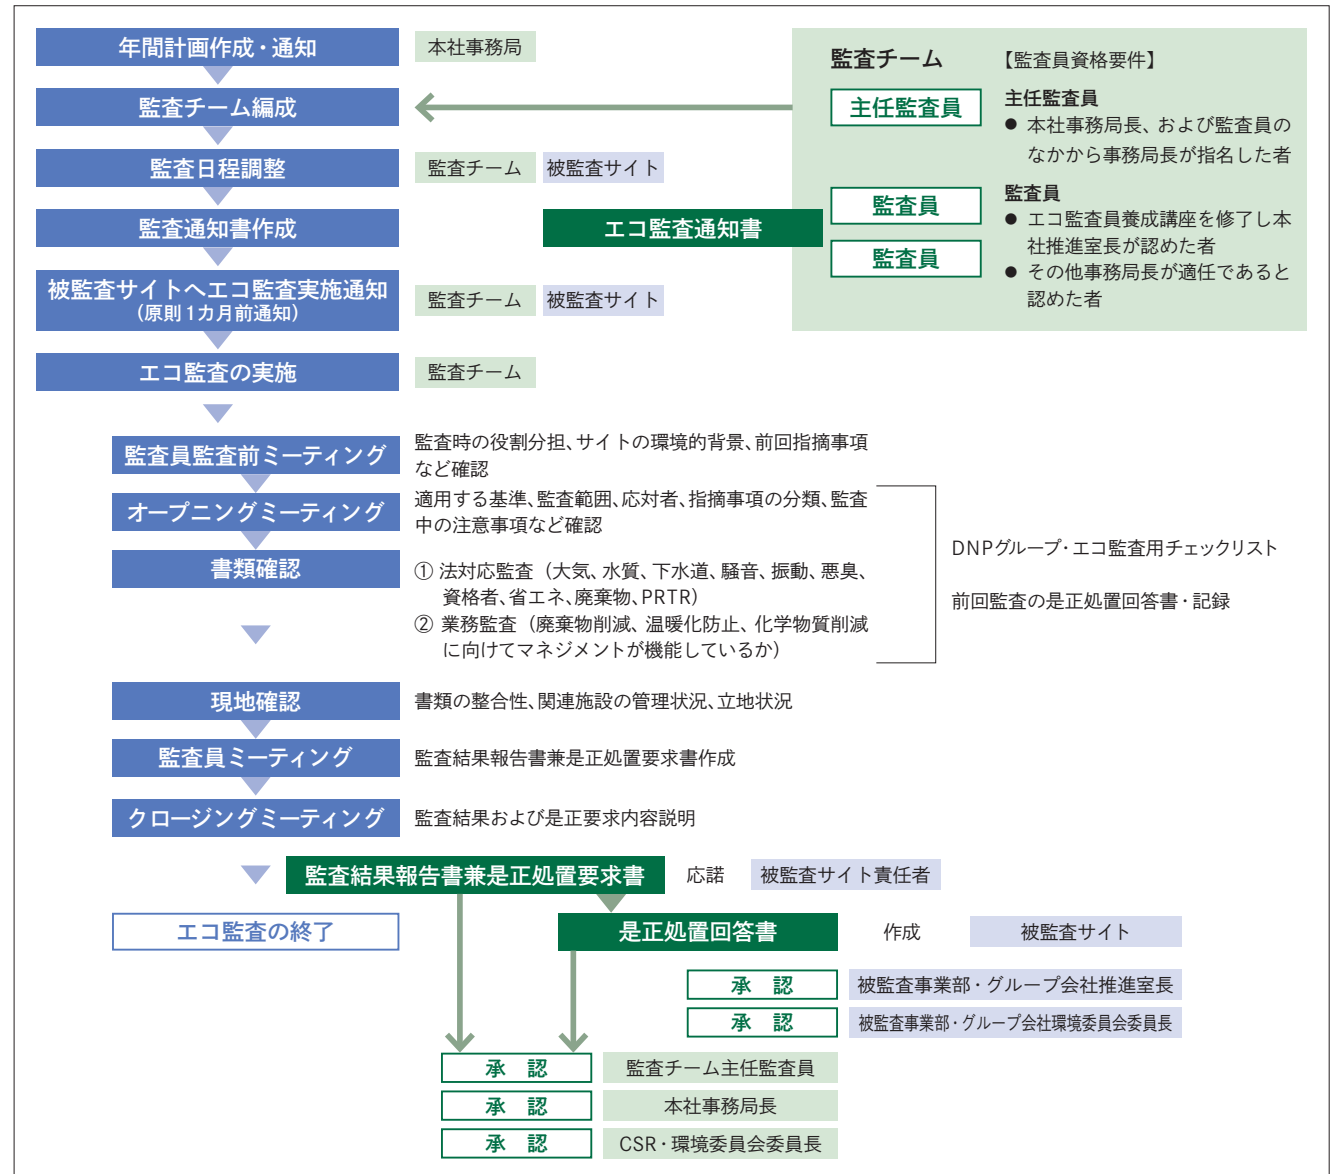 年間計画作成・通知
本社事務局
監査チーム編成
監査日程調整
監査チーム
被監査サイト
監査通知書作成
エコ監査通知書
被監査サイトへエコ監査実施通知
(原則1カ月前通知)
監査チーム
被監査サイト
エコ監査の実施
監査チーム
監査チーム
【監査員資格要件】
主任監査員
主任監査員
● 本社事務局長、および監査員の
なかから事務局長が指名した者
監査員
監査員
監査員
● エコ監査員養成講座を修了し本
社推進室長が認めた者
● その他事務局長が適任であると
認めた者
監査員監査前ミーティング
監査時の役割分担、サイトの環境的背景、前回指摘事項
など確認
オープニングミーティング
適用する基準、監査範囲、応対者、指摘事項の分類、監査
中の注意事項など確認
書類確認
① 法対応監査（大気、水質、下水道、騒音、振動、悪臭、
資格者、省エネ、廃棄物、PRTR）
② 業務監査（廃棄物削減、温暖化防止、化学物質削減
に向けてマネジメントが機能しているか）
DNPグループ・エコ監査用チェックリスト
前回監査の是正処置回答書・記録
現地確認
書類の整合性、関連施設の管理状況、立地状況
監査員ミーティング
監査結果報告書兼是正処置要求書作成
クロージングミーティング
監査結果および是正要求内容説明
監査結果報告書兼是正処置要求書
応諾
被監査サイト責任者
エコ監査の終了
是正処置回答書
作成
被監査サイト
承 認
被監査事業部・グループ会社推進室長
承 認
被監査事業部・グループ会社環境委員会委員長
承 認
監査チーム主任監査員
承 認
本社事務局長
承 認
CSR・環境委員会委員長